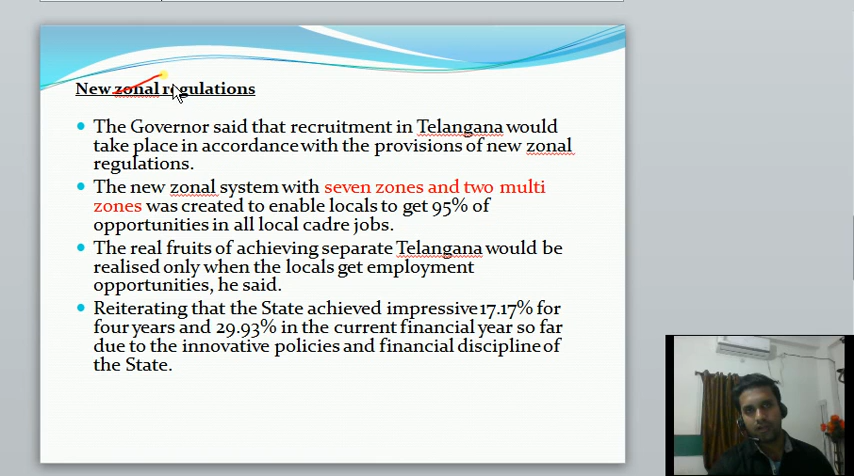 New zonal regulations
The Governor said that recruitment in Telangana would
take place in accordance with the provisions of new zonal
regulations.
The new zonal system with seven zones and two multi
zones was created to enable locals to get 95% of
opportunities in all local cadre jobs.
The real fruits of achieving separate Telangana would be
realised only when the locals get employment
opportunities, he said.
Reiterating that the State achieved impressive 17.17% for
four years and 29.93% in the current financial year so far
due to the innovative policies and financial discipline of
the State.